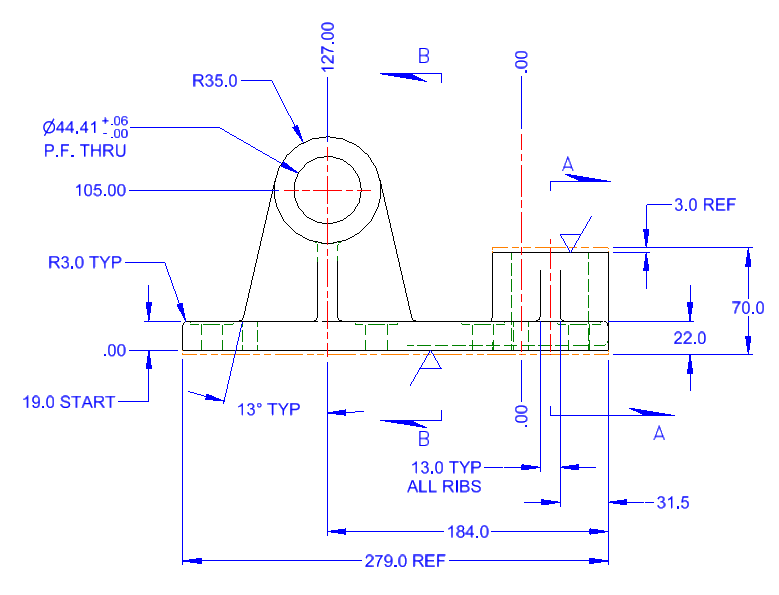 127.00
B
.00
R35.0
Ø44.41 +.06 -.00
P.F. THRU
A
105.00
3.0 REF
R3.0 TYP
70.0
22.0
.00
19.0 START
13° TYP
.00
B
A
13.0 TYP
ALL RIBS
31.5
184.0
279.0 REF